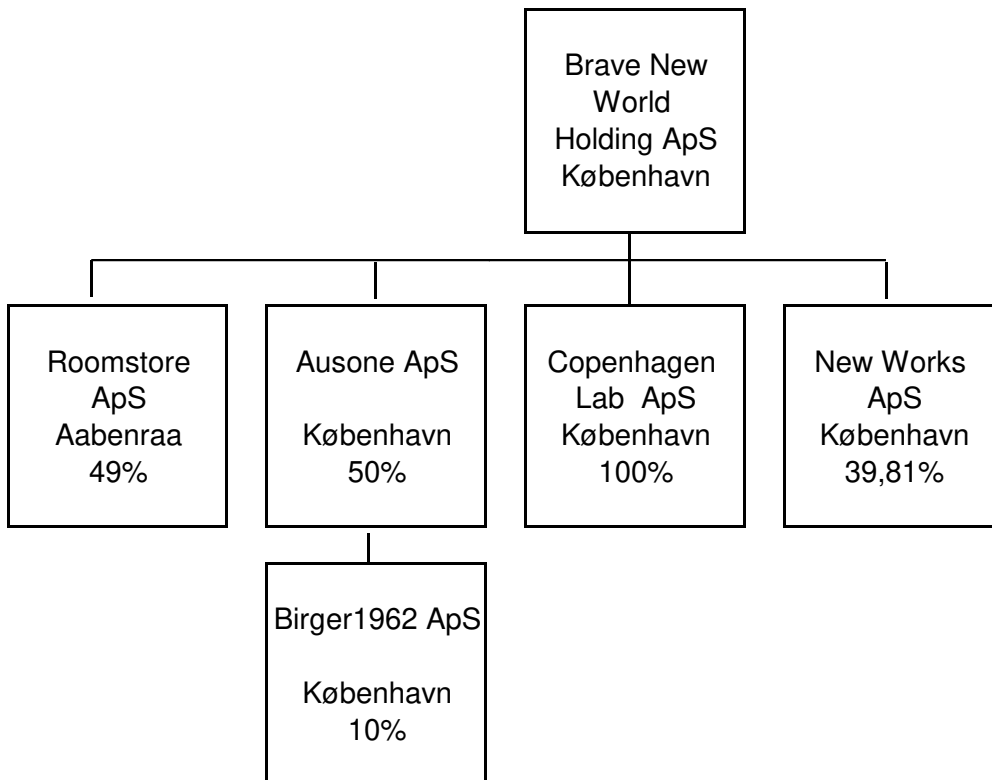 Brave New
World
Holding ApS
København
Roomstore
ApS
Aabenraa
49%
Ausone ApS
København
50%
Copenhagen
Lab ApS
København
100%
New Works
ApS
København
39,81%
Birger1962 ApS
København
10%